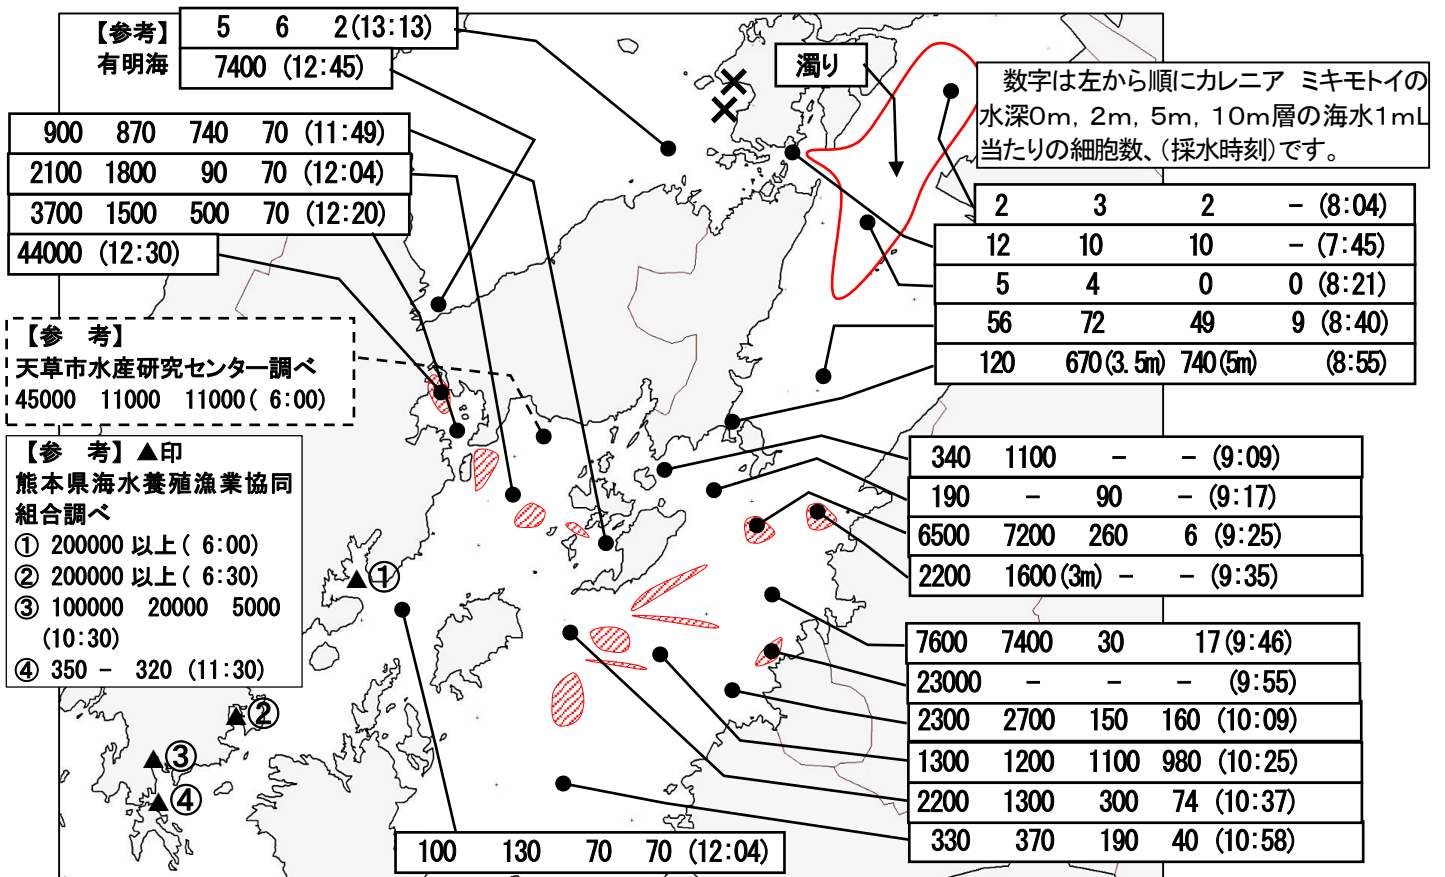 【参考】
有明海
5 6 2(13:13)
7400 (12:45)
900 870 740 70 (11:49)
2100 1800 90 70 (12:04)
3700 1500 500 70 (12:20)
44000 (12:30)
【参 考】
天草市水産研究センター調べ
45000 11000 11000( 6:00)
【参 考】▲印
熊本県海水養殖漁業協同
組合調べ
① 200000 以上( 6:00)
② 200000 以上( 6:30)
③ 100000 20000 5000
(10:30)
④ 350 - 320 (11:30)
濁り
数字は左から順にカレニア ミキモトイの
水深0m, 2m, 5m, 10m層の海水1mL
当たりの細胞数、(採水時刻)です。
2 3 2 - (8:04)
12 10 10 - (7:45)
5 4 0 0 (8:21)
56 72 49 9 (8:40)
120 670(3.5m) 740(5m) (8:55)
340 1100 - - (9:09)
190 - 90 - (9:17)
6500 7200 260 6 (9:25)
2200 1600(3m) - - (9:35)
7600 7400 30 17(9:46)
23000 - - - (9:55)
2300 2700 150 160 (10:09)
1300 1200 1100 980 (10:25)
2200 1300 300 74 (10:37)
330 370 190 40 (10:58)
100 130 70 70 (12:04)
①
②
③
④